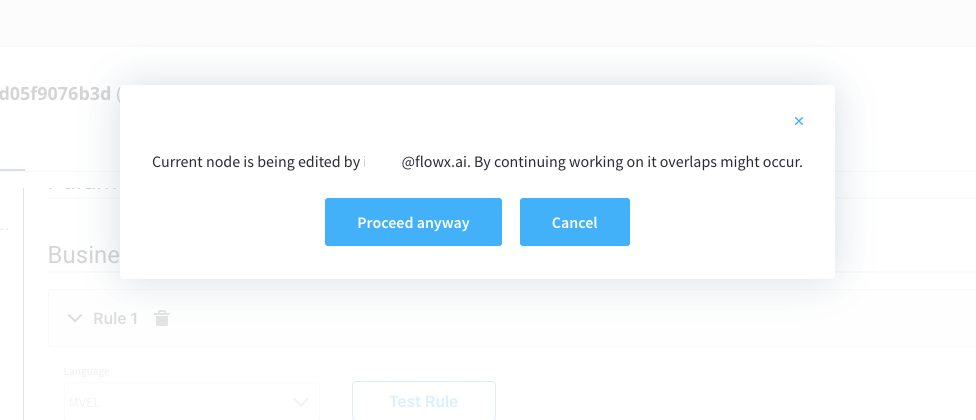 d05f9076b3d (
Current node is being edited by @flowx.ai. By continuing working on it overlaps might occur.
Proceed anyway Cancel
Busine
Rule 1
Language
MVEL
Test Rule